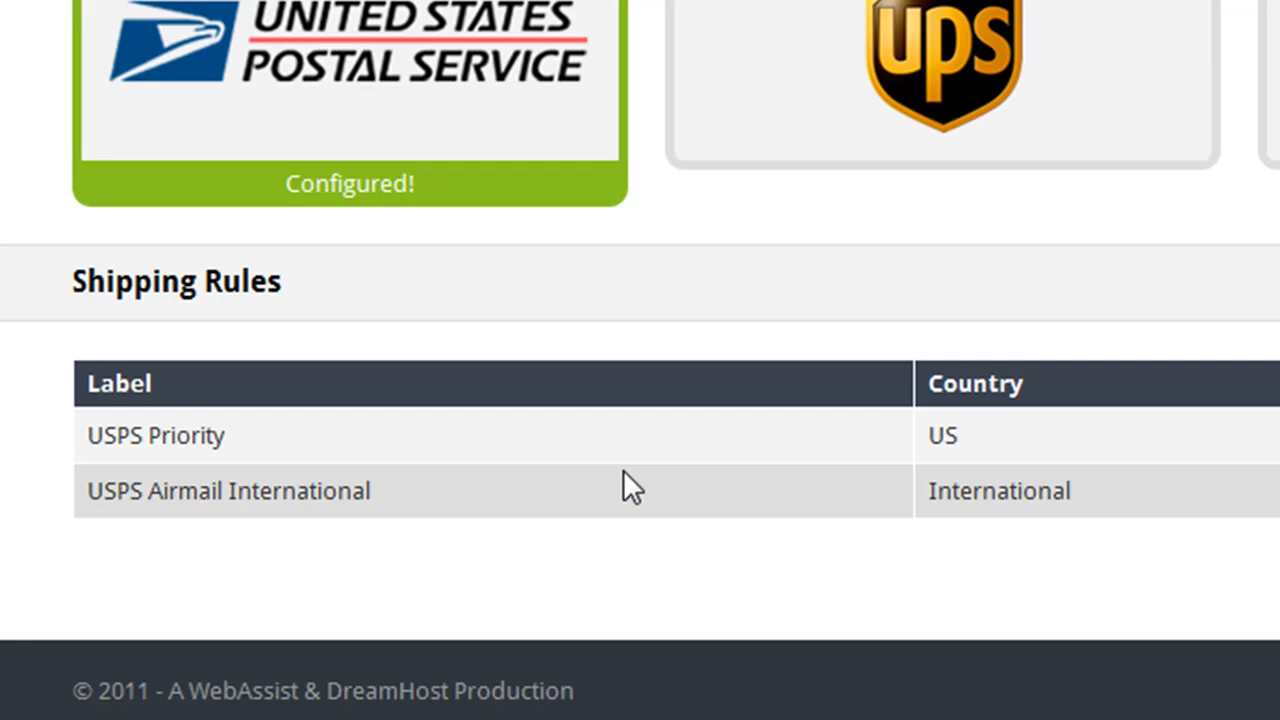 UNITED STATES
POSTAL SERVICE
ups
Configured!
Shipping Rules
Label Country
USPS Priority US
USPS Airmail International International
© 2011 - A WebAssist & DreamHost Production